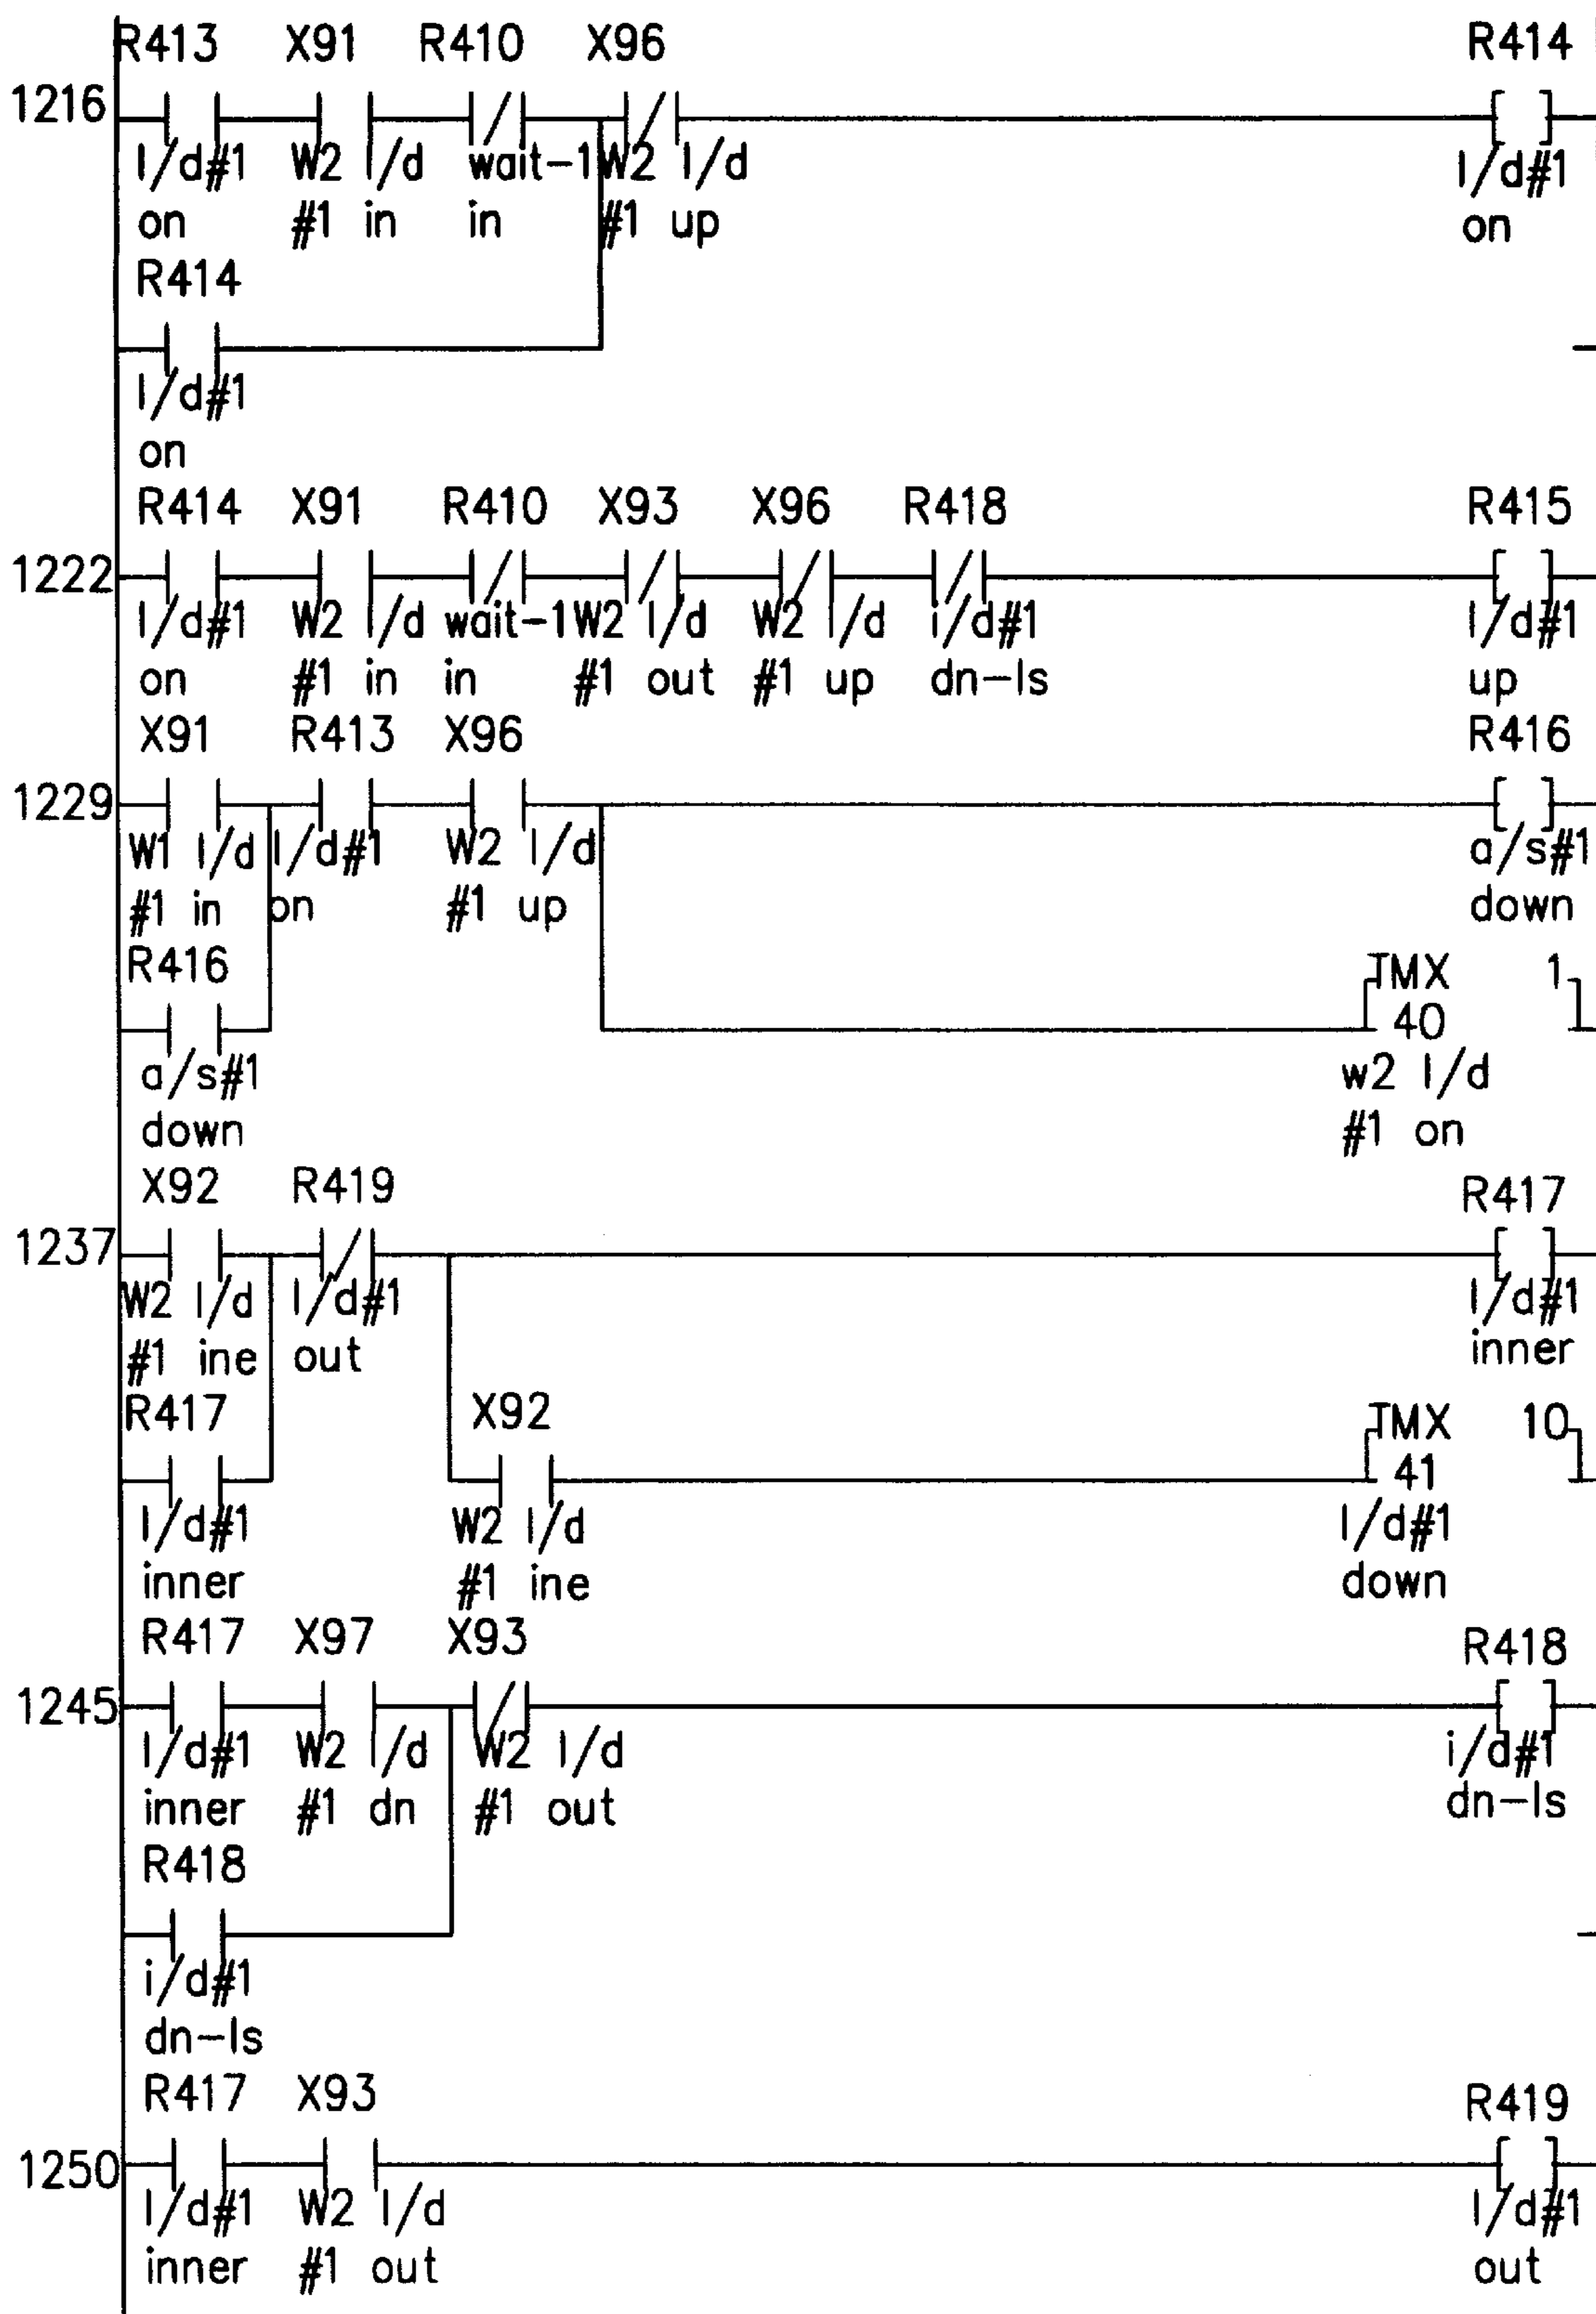 R413 X91 R410 X96 R414
1216
l/d#1 W2 l/d wait-1 W2 l/d l/d#1
on #1 in in #1 up on
R414
l/d#1
on
R414 X91 R410 X93 X96 R418 R415
1222
l/d#1 W2 l/d wait-1 W2 l/d W2 l/d i/d#1 l/d#1
on #1 in in #1 out #1 up dn-ls up
X91 R413 X96 R416
1229
W1 l/d l/d#1 W2 l/d a/s#1
#1 in on #1 up down
R416 TMX 1
40
a/s#1 w2 l/d
down #1 on
X92 R419 R417
1237
W2 l/d l/d#1 l/d#1
#1 ine out inner
R417 X92 TMX 10
41
l/d#1 W2 l/d l/d#1
inner #1 ine down
R417 X97 X93 R418
1245
l/d#1 W2 l/d W2 l/d i/d#1
inner #1 dn #1 out dn-ls
R418
i/d#1
dn-ls
R417 X93 R419
1250
l/d#1 W2 l/d l/d#1
inner #1 out out